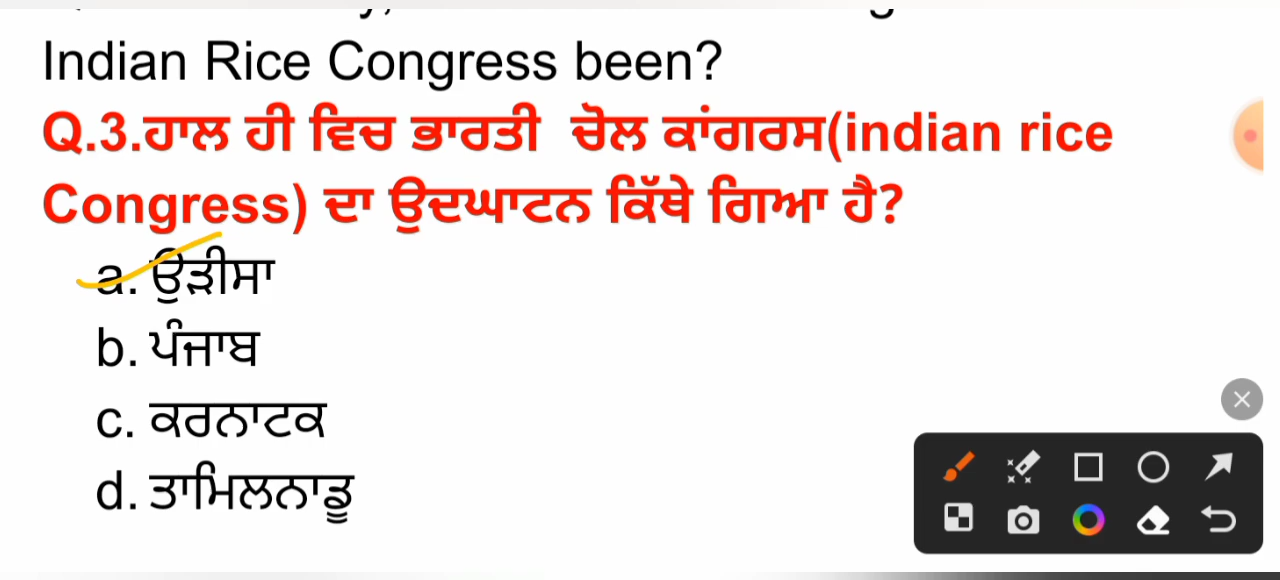 Indian Rice Congress been?
Q.3.ਹਾਲ ਹੀ ਵਿਚ ਭਾਰਤੀ ਚੋਲ ਕਾਂਗਰਸ(indian rice
Congress) ਦਾ ਉਦਘਾਟਨ ਕਿੱਥੇ ਗਿਆ ਹੈ?
a. ਉੜੀਸਾ
b. ਪੰਜਾਬ
c. ਕਰਨਾਟਕ
d. ਤਾਮਿਲਨਾਡੂ